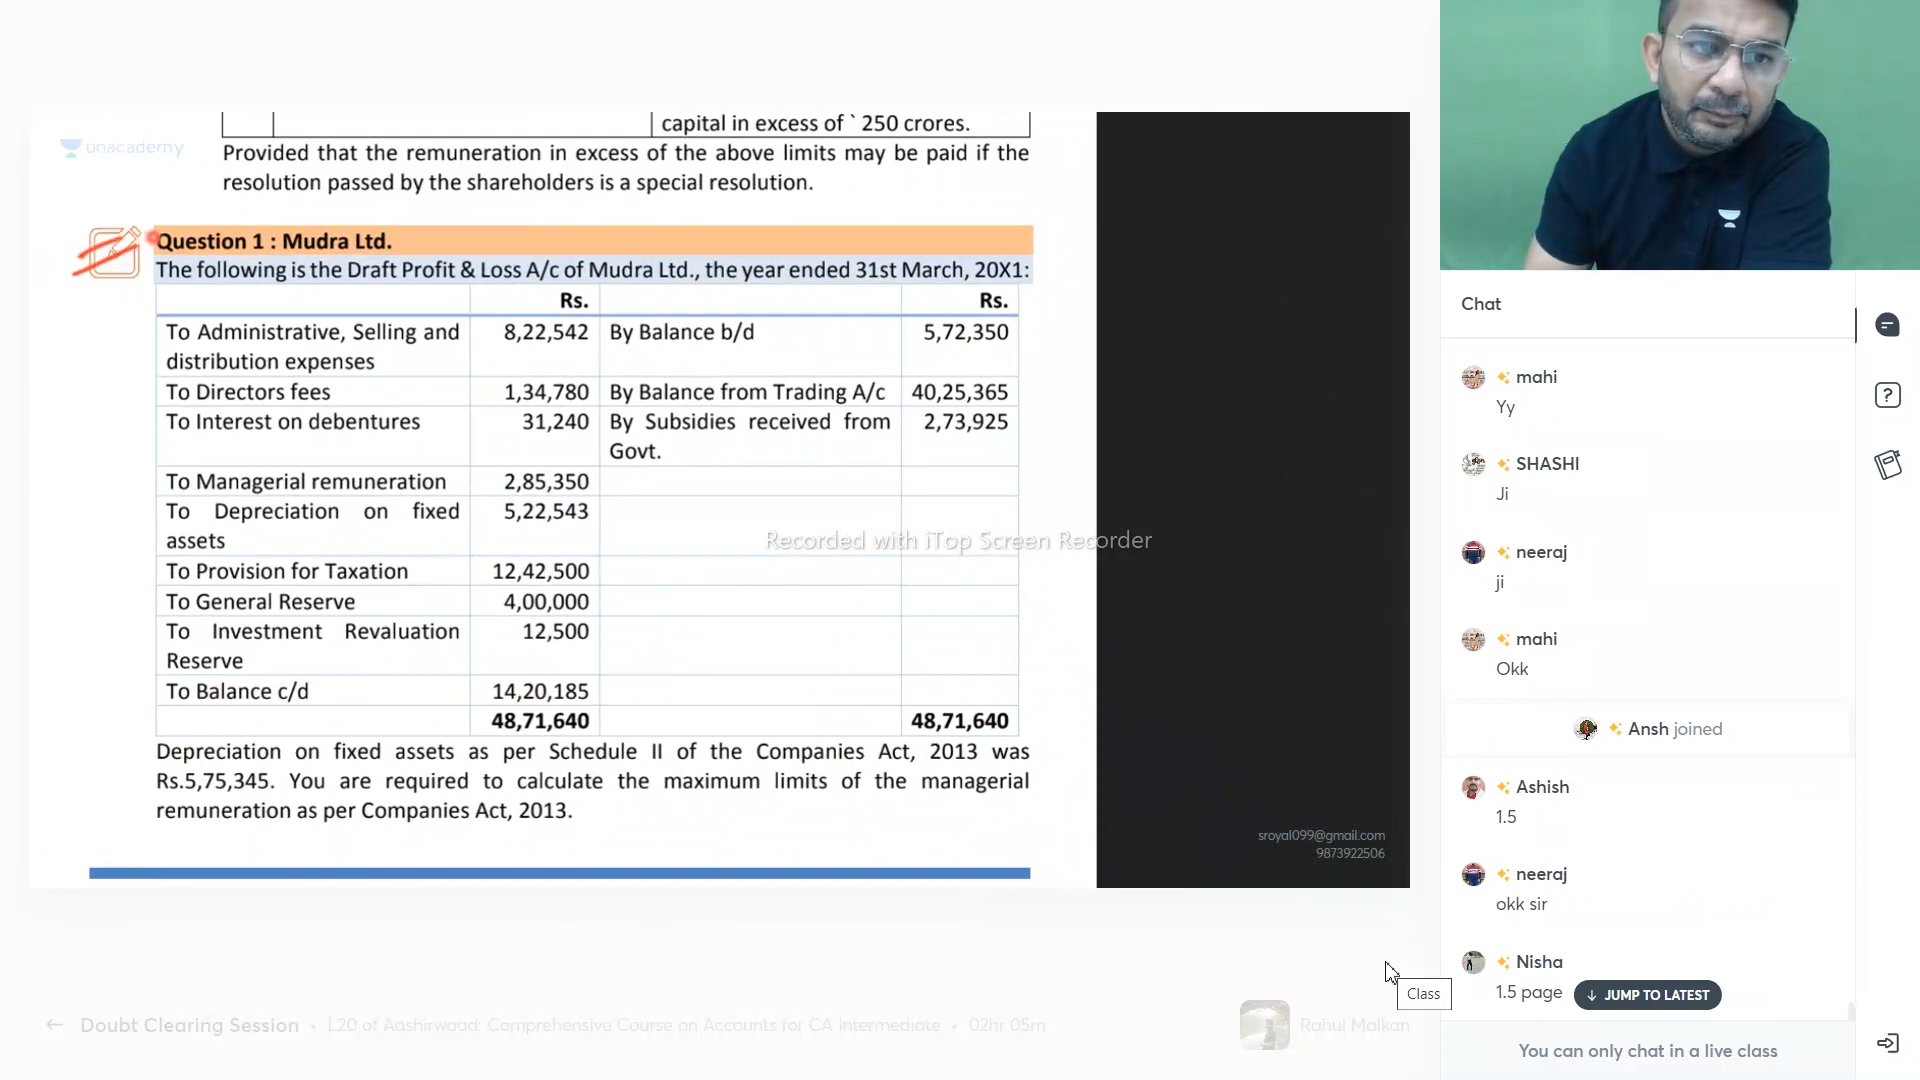 capital in excess of ` 250 crores.
unacademy
Provided that the remuneration in excess of the above limits may be paid if the
resolution passed by the shareholders is a special resolution.
Question 1 : Mudra Ltd.
The following is the Draft Profit & Loss A/c of Mudra Ltd., the year ended 31st March, 20X1:
Rs. Rs.
To Administrative, Selling and 8,22,542 By Balance b/d 5,72,350
distribution expenses
To Directors fees 1,34,780 By Balance from Trading A/c 40,25,365
To Interest on debentures 31,240 By Subsidies received from 2,73,925
Govt.
To Managerial remuneration 2,85,350
To Depreciation on fixed 5,22,543
assets
To Provision for Taxation 12,42,500
To General Reserve 4,00,000
To Investment Revaluation 12,500
Reserve
To Balance c/d 14,20,185
48,71,640 48,71,640
Depreciation on fixed assets as per Schedule II of the Companies Act, 2013 was
Rs.5,75,345. You are required to calculate the maximum limits of the managerial
remuneration as per Companies Act, 2013.
Recorded with iTop Screen Recorder
sroyal099@gmail.com
9873922506
Doubt Clearing Session • L20 of Aashirwaad: Comprehensive Course on Accounts for CA Intermediate • 02hr 05m
Rahul Malkan
Class
Chat
mahi
Yy
SHASHI
Ji
neeraj
ji
mahi
Okk
Ansh joined
Ashish
1.5
neeraj
okk sir
Nisha
1.5 page
JUMP TO LATEST
You can only chat in a live class